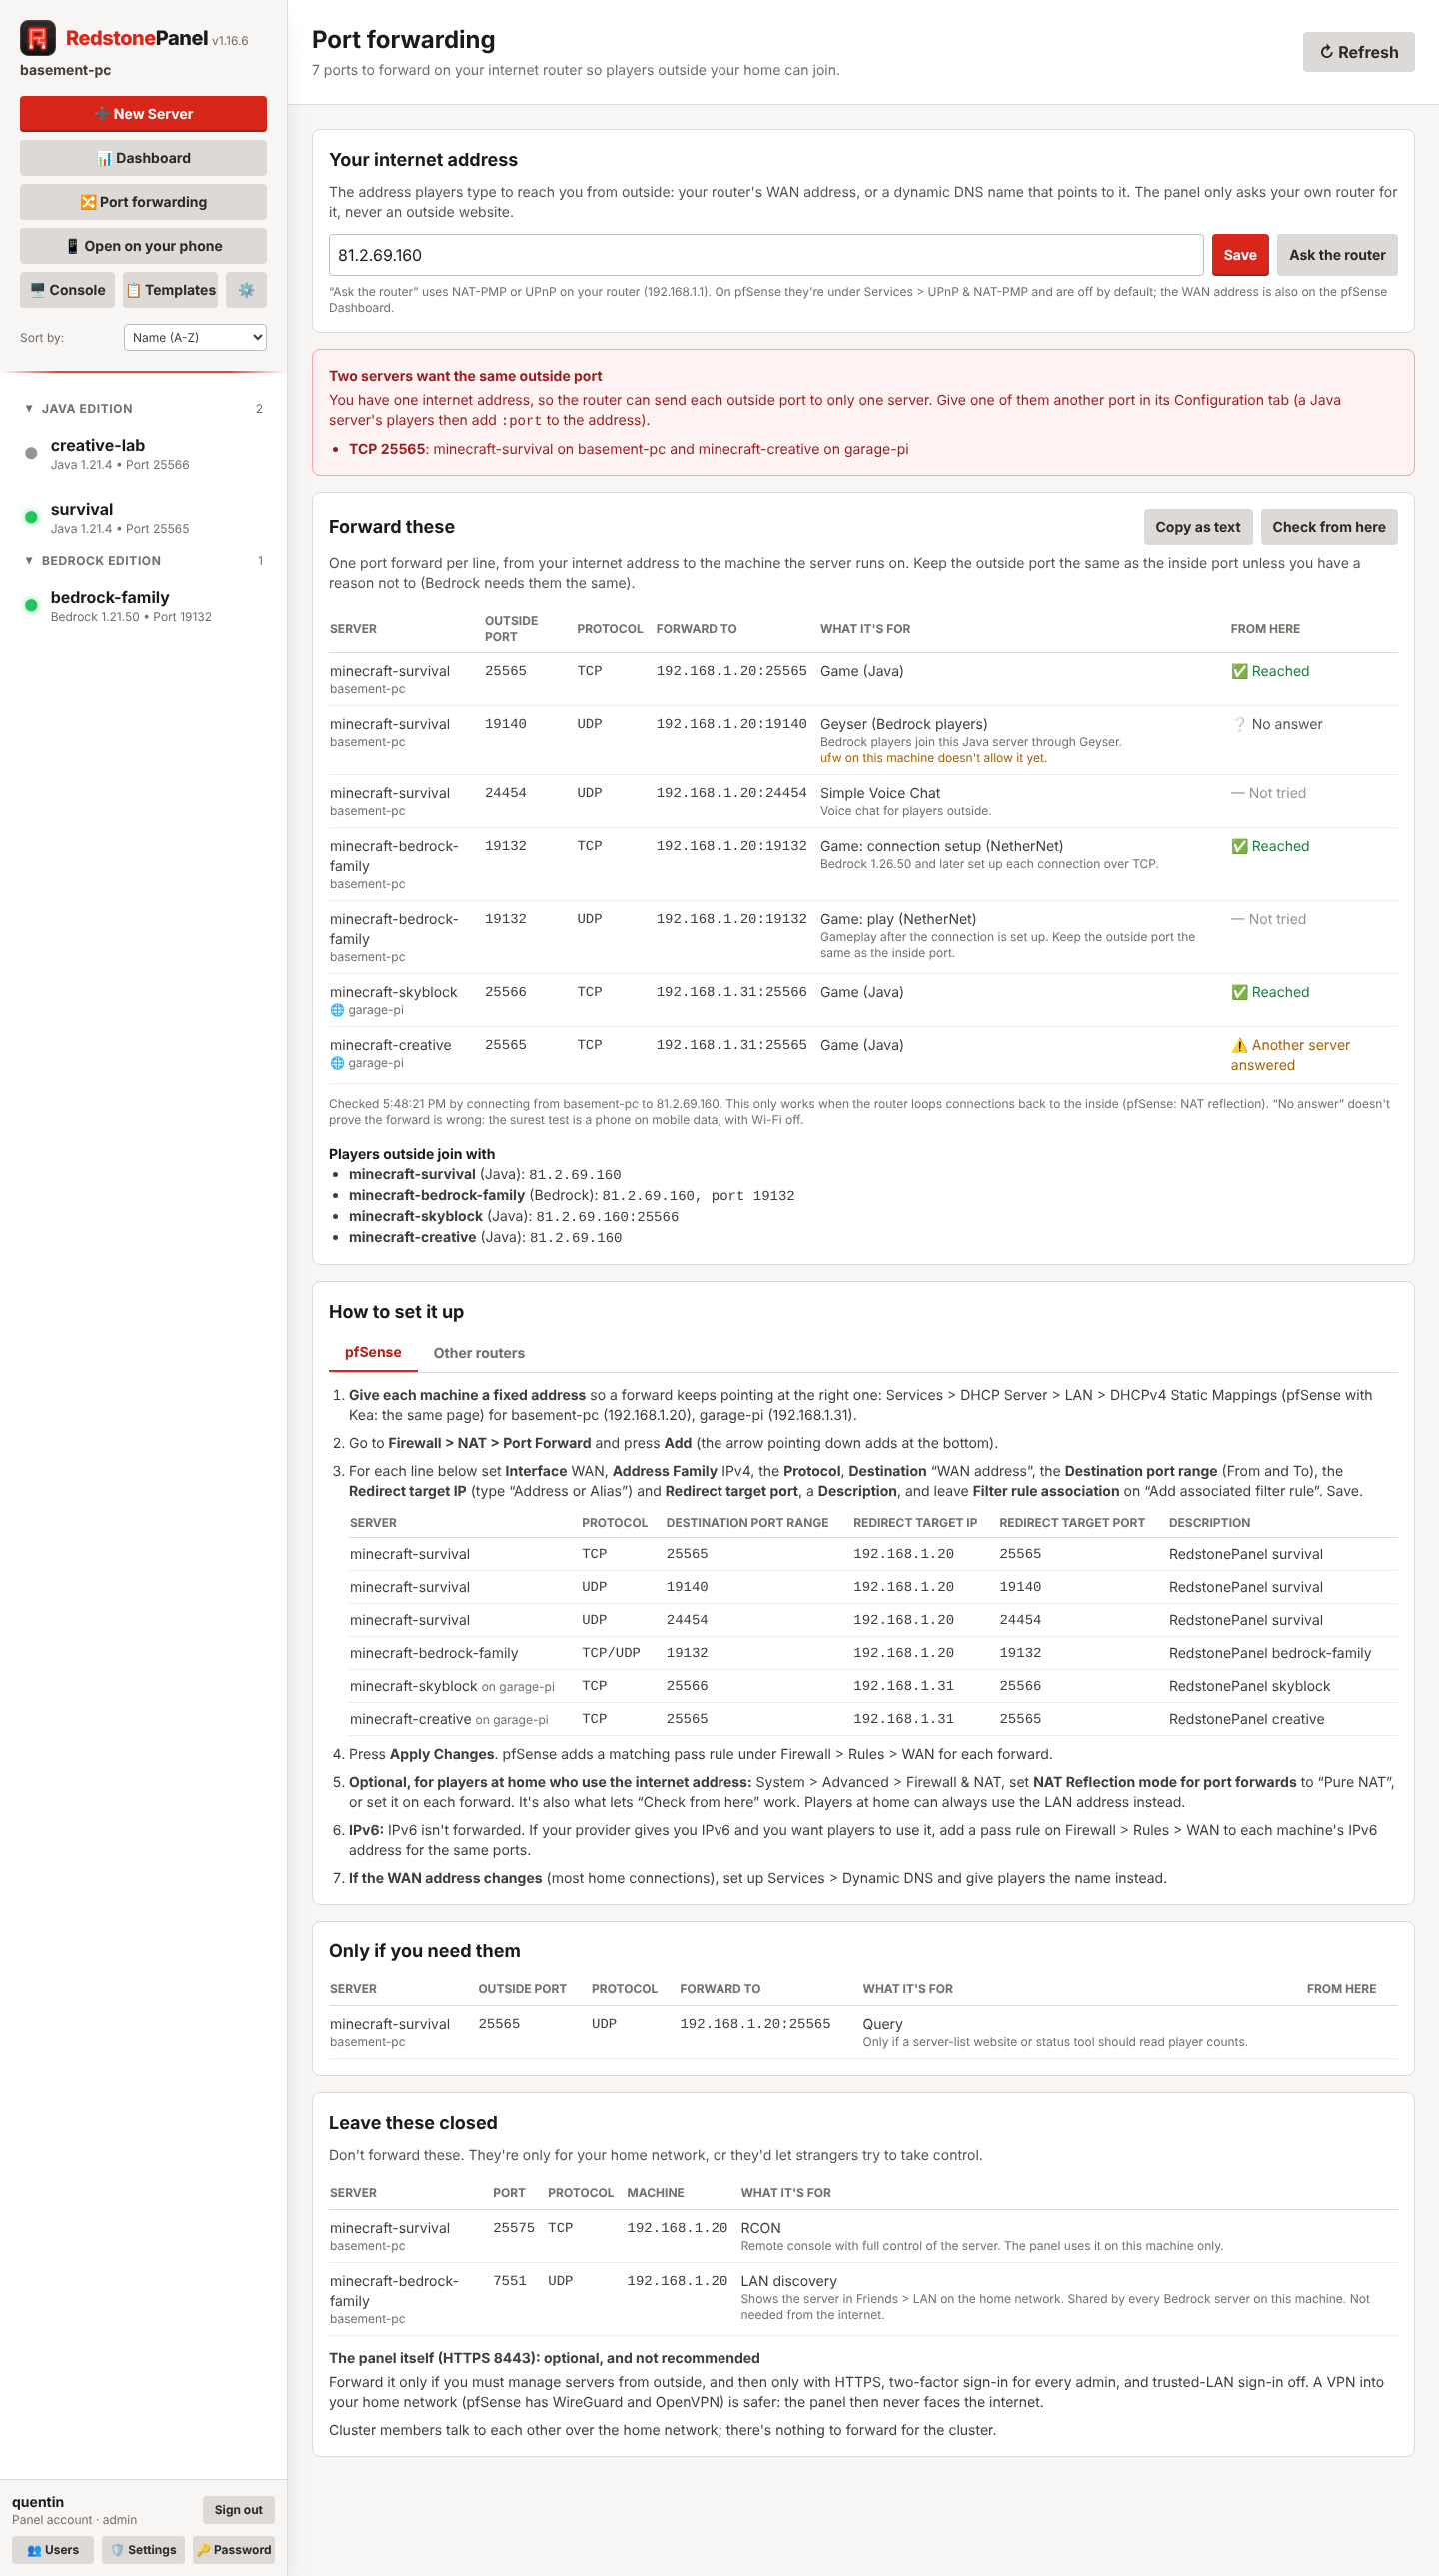 RedstonePanel v1.16.6
basement-pc
➕ New Server
📊 Dashboard
🔀 Port forwarding
📱 Open on your phone
🖥️ Console
📋 Templates
⚙️
Sort by:
Name (A-Z)
▼ JAVA EDITION 2
creative-lab
Java 1.21.4 • Port 25566
survival
Java 1.21.4 • Port 25565
▼ BEDROCK EDITION 1
bedrock-family
Bedrock 1.21.50 • Port 19132
quentin
Panel account · admin
Sign out
👥 Users
🛡️ Settings
🔑 Password
Port forwarding
7 ports to forward on your internet router so players outside your home can join.
↻ Refresh
Your internet address
The address players type to reach you from outside: your router's WAN address, or a dynamic DNS name that points to it. The panel only asks your own router for
it, never an outside website.
81.2.69.160
Save
Ask the router
“Ask the router” uses NAT-PMP or UPnP on your router (192.168.1.1). On pfSense they're under Services > UPnP & NAT-PMP and are off by default; the WAN address is also on the pfSense
Dashboard.
Two servers want the same outside port
You have one internet address, so the router can send each outside port to only one server. Give one of them another port in its Configuration tab (a Java
server's players then add :port to the address).
• TCP 25565: minecraft-survival on basement-pc and minecraft-creative on garage-pi
Forward these
Copy as text
Check from here
One port forward per line, from your internet address to the machine the server runs on. Keep the outside port the same as the inside port unless you have a
reason not to (Bedrock needs them the same).
SERVER OUTSIDE PORT PROTOCOL FORWARD TO WHAT IT'S FOR FROM HERE
minecraft-survival 25565 TCP 192.168.1.20:25565 Game (Java) ✅ Reached
basement-pc
minecraft-survival 19140 UDP 192.168.1.20:19140 Geyser (Bedrock players) ❔ No answer
basement-pc Bedrock players join this Java server through Geyser.
ufw on this machine doesn't allow it yet.
minecraft-survival 24454 UDP 192.168.1.20:24454 Simple Voice Chat — Not tried
basement-pc Voice chat for players outside.
minecraft-bedrock- 19132 TCP 192.168.1.20:19132 Game: connection setup (NetherNet) ✅ Reached
family Bedrock 1.26.50 and later set up each connection over TCP.
basement-pc
minecraft-bedrock- 19132 UDP 192.168.1.20:19132 Game: play (NetherNet) — Not tried
family Gameplay after the connection is set up. Keep the outside port the
basement-pc same as the inside port.
minecraft-skyblock 25566 TCP 192.168.1.31:25566 Game (Java) ✅ Reached
🌐 garage-pi
minecraft-creative 25565 TCP 192.168.1.31:25565 Game (Java) ⚠️ Another server
🌐 garage-pi answered
Checked 5:48:21 PM by connecting from basement-pc to 81.2.69.160. This only works when the router loops connections back to the inside (pfSense: NAT reflection). “No answer” doesn't
prove the forward is wrong: the surest test is a phone on mobile data, with Wi-Fi off.
Players outside join with
• minecraft-survival (Java): 81.2.69.160
• minecraft-bedrock-family (Bedrock): 81.2.69.160, port 19132
• minecraft-skyblock (Java): 81.2.69.160:25566
• minecraft-creative (Java): 81.2.69.160
How to set it up
pfSense
Other routers
1. Give each machine a fixed address so a forward keeps pointing at the right one: Services > DHCP Server > LAN > DHCPv4 Static Mappings (pfSense with
Kea: the same page) for basement-pc (192.168.1.20), garage-pi (192.168.1.31).
2. Go to Firewall > NAT > Port Forward and press Add (the arrow pointing down adds at the bottom).
3. For each line below set Interface WAN, Address Family IPv4, the Protocol, Destination “WAN address”, the Destination port range (From and To), the
Redirect target IP (type “Address or Alias”) and Redirect target port, a Description, and leave Filter rule association on “Add associated filter rule”. Save.
SERVER PROTOCOL DESTINATION PORT RANGE REDIRECT TARGET IP REDIRECT TARGET PORT DESCRIPTION
minecraft-survival TCP 25565 192.168.1.20 25565 RedstonePanel survival
minecraft-survival UDP 19140 192.168.1.20 19140 RedstonePanel survival
minecraft-survival UDP 24454 192.168.1.20 24454 RedstonePanel survival
minecraft-bedrock-family TCP/UDP 19132 192.168.1.20 19132 RedstonePanel bedrock-family
minecraft-skyblock on garage-pi TCP 25566 192.168.1.31 25566 RedstonePanel skyblock
minecraft-creative on garage-pi TCP 25565 192.168.1.31 25565 RedstonePanel creative
4. Press Apply Changes. pfSense adds a matching pass rule under Firewall > Rules > WAN for each forward.
5. Optional, for players at home who use the internet address: System > Advanced > Firewall & NAT, set NAT Reflection mode for port forwards to “Pure NAT”,
or set it on each forward. It's also what lets “Check from here” work. Players at home can always use the LAN address instead.
6. IPv6: IPv6 isn't forwarded. If your provider gives you IPv6 and you want players to use it, add a pass rule on Firewall > Rules > WAN to each machine's IPv6
address for the same ports.
7. If the WAN address changes (most home connections), set up Services > Dynamic DNS and give players the name instead.
Only if you need them
SERVER OUTSIDE PORT PROTOCOL FORWARD TO WHAT IT'S FOR FROM HERE
minecraft-survival 25565 UDP 192.168.1.20:25565 Query
basement-pc Only if a server-list website or status tool should read player counts.
Leave these closed
Don't forward these. They're only for your home network, or they'd let strangers try to take control.
SERVER PORT PROTOCOL MACHINE WHAT IT'S FOR
minecraft-survival 25575 TCP 192.168.1.20 RCON
basement-pc Remote console with full control of the server. The panel uses it on this machine only.
minecraft-bedrock- 7551 UDP 192.168.1.20 LAN discovery
family Shows the server in Friends > LAN on the home network. Shared by every Bedrock server on this machine. Not
basement-pc needed from the internet.
The panel itself (HTTPS 8443): optional, and not recommended
Forward it only if you must manage servers from outside, and then only with HTTPS, two-factor sign-in for every admin, and trusted-LAN sign-in off. A VPN into
your home network (pfSense has WireGuard and OpenVPN) is safer: the panel then never faces the internet.
Cluster members talk to each other over the home network; there's nothing to forward for the cluster.